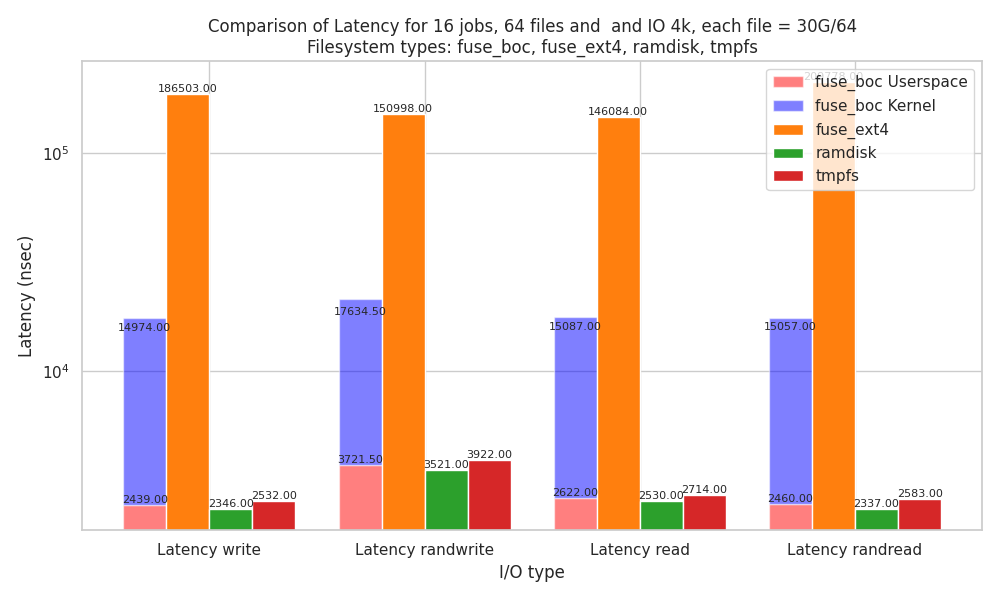 Comparison of Latency for 16 jobs, 64 files and  and IO 4k, each file = 30G/64
Filesystem types: fuse_boc, fuse_ext4, ramdisk, tmpfs
fuse_boc Userspace
fuse_boc Kernel
fuse_ext4
ramdisk
tmpfs
186503.00
150998.00
146084.00
10⁵
14974.00
17634.50
15087.00
15057.00
10⁴
2439.00
2346.00
2532.00
3721.50
3521.00
3922.00
2622.00
2530.00
2714.00
2460.00
2337.00
2583.00
Latency (nsec)
Latency write
Latency randwrite
Latency read
Latency randread
I/O type